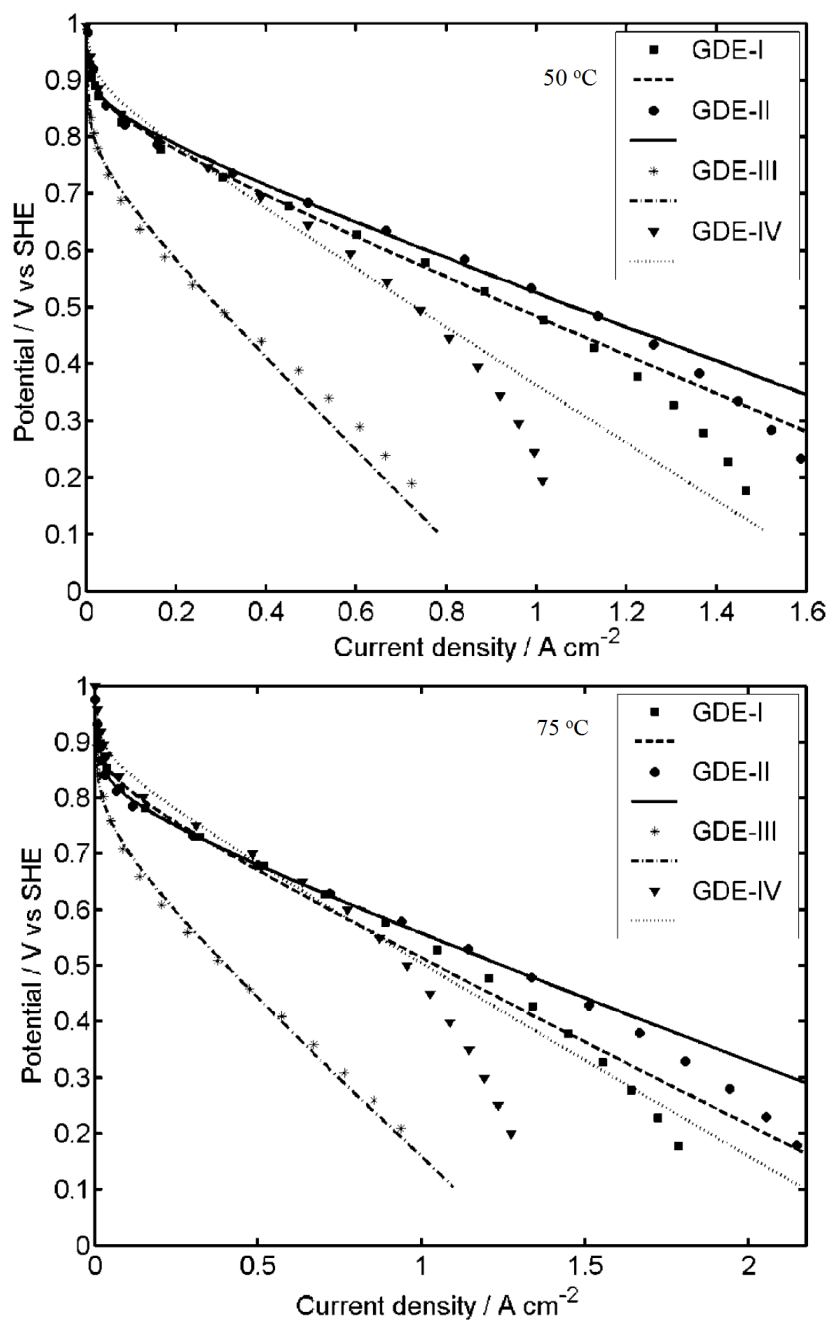 1
0.9
0.8
0.7
0.6
0.5
0.4
0.3
0.2
0.1
0
Potential / V vs SHE
50 °C
GDE-I
GDE-II
GDE-III
GDE-IV
0 0.2 0.4 0.6 0.8 1 1.2 1.4 1.6
Current density / A cm⁻²
1
0.9
0.8
0.7
0.6
0.5
0.4
0.3
0.2
0.1
0
Potential / V vs SHE
75 °C
GDE-I
GDE-II
GDE-III
GDE-IV
0 0.5 1 1.5 2
Current density / A cm⁻²